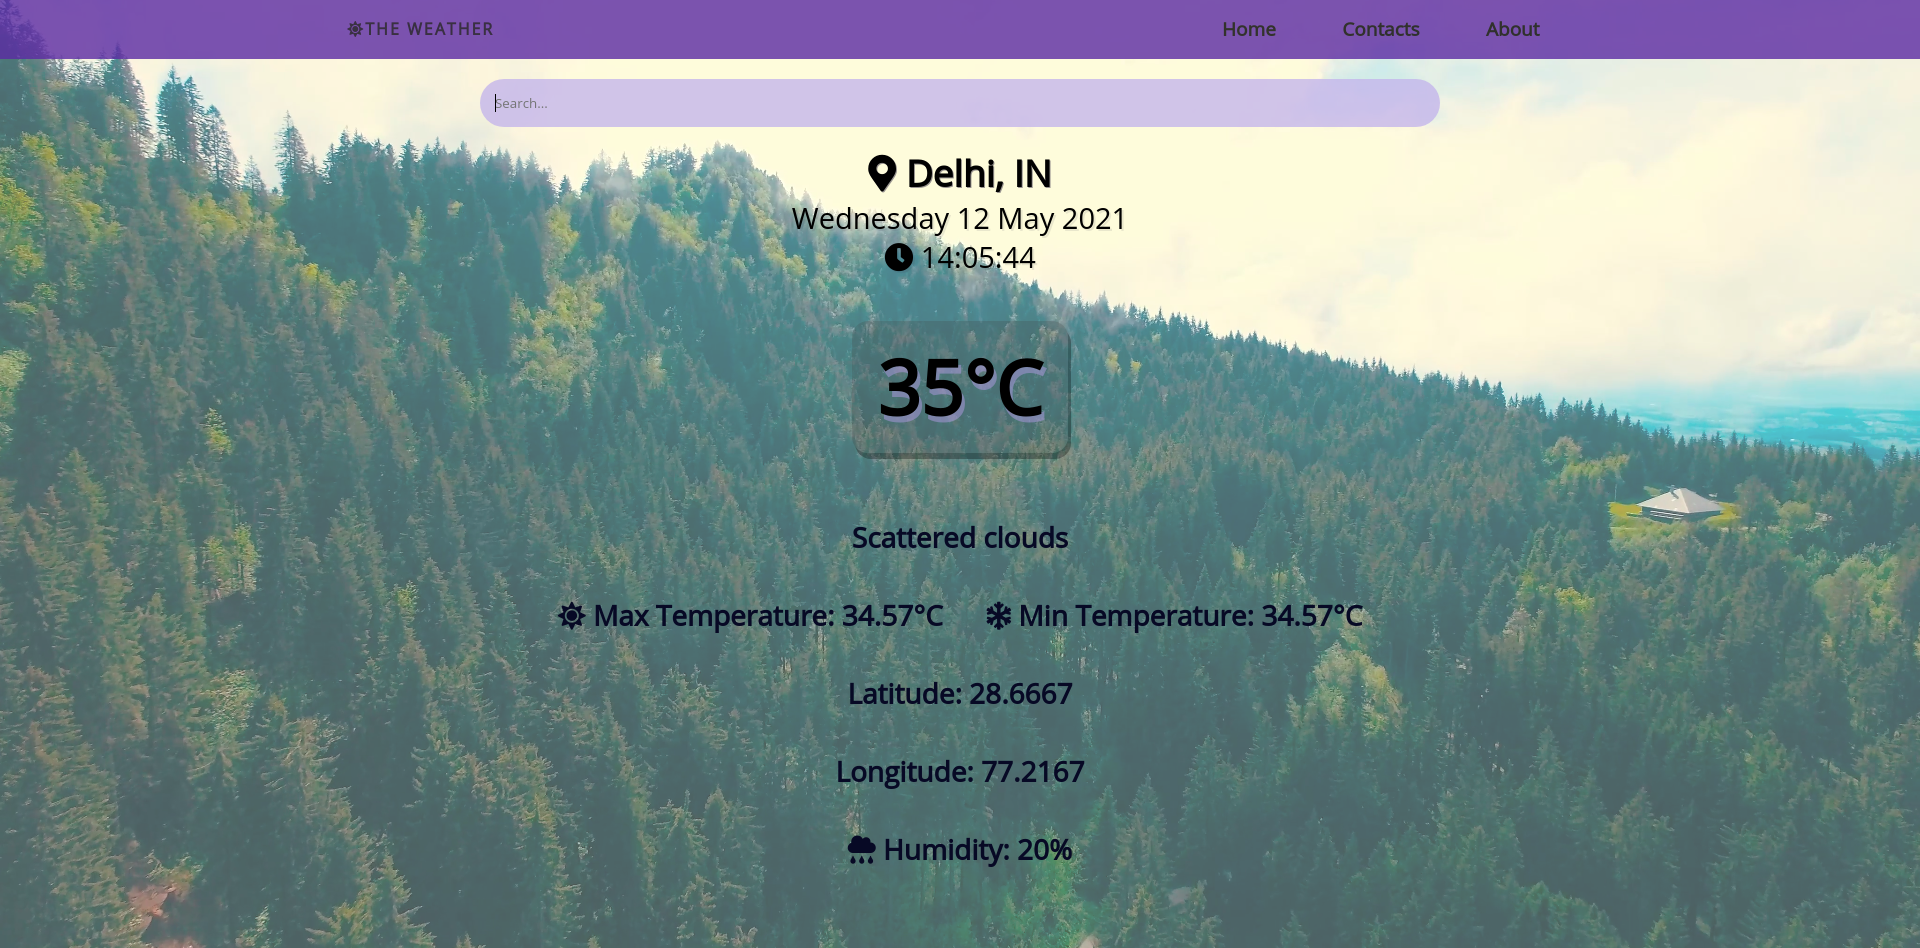 THE WEATHER
Home Contacts About
Search...
Delhi, IN
Wednesday 12 May 2021
14:05:44
35°C
Scattered clouds
Max Temperature: 34.57°C Min Temperature: 34.57°C
Latitude: 28.6667
Longitude: 77.2167
Humidity: 20%